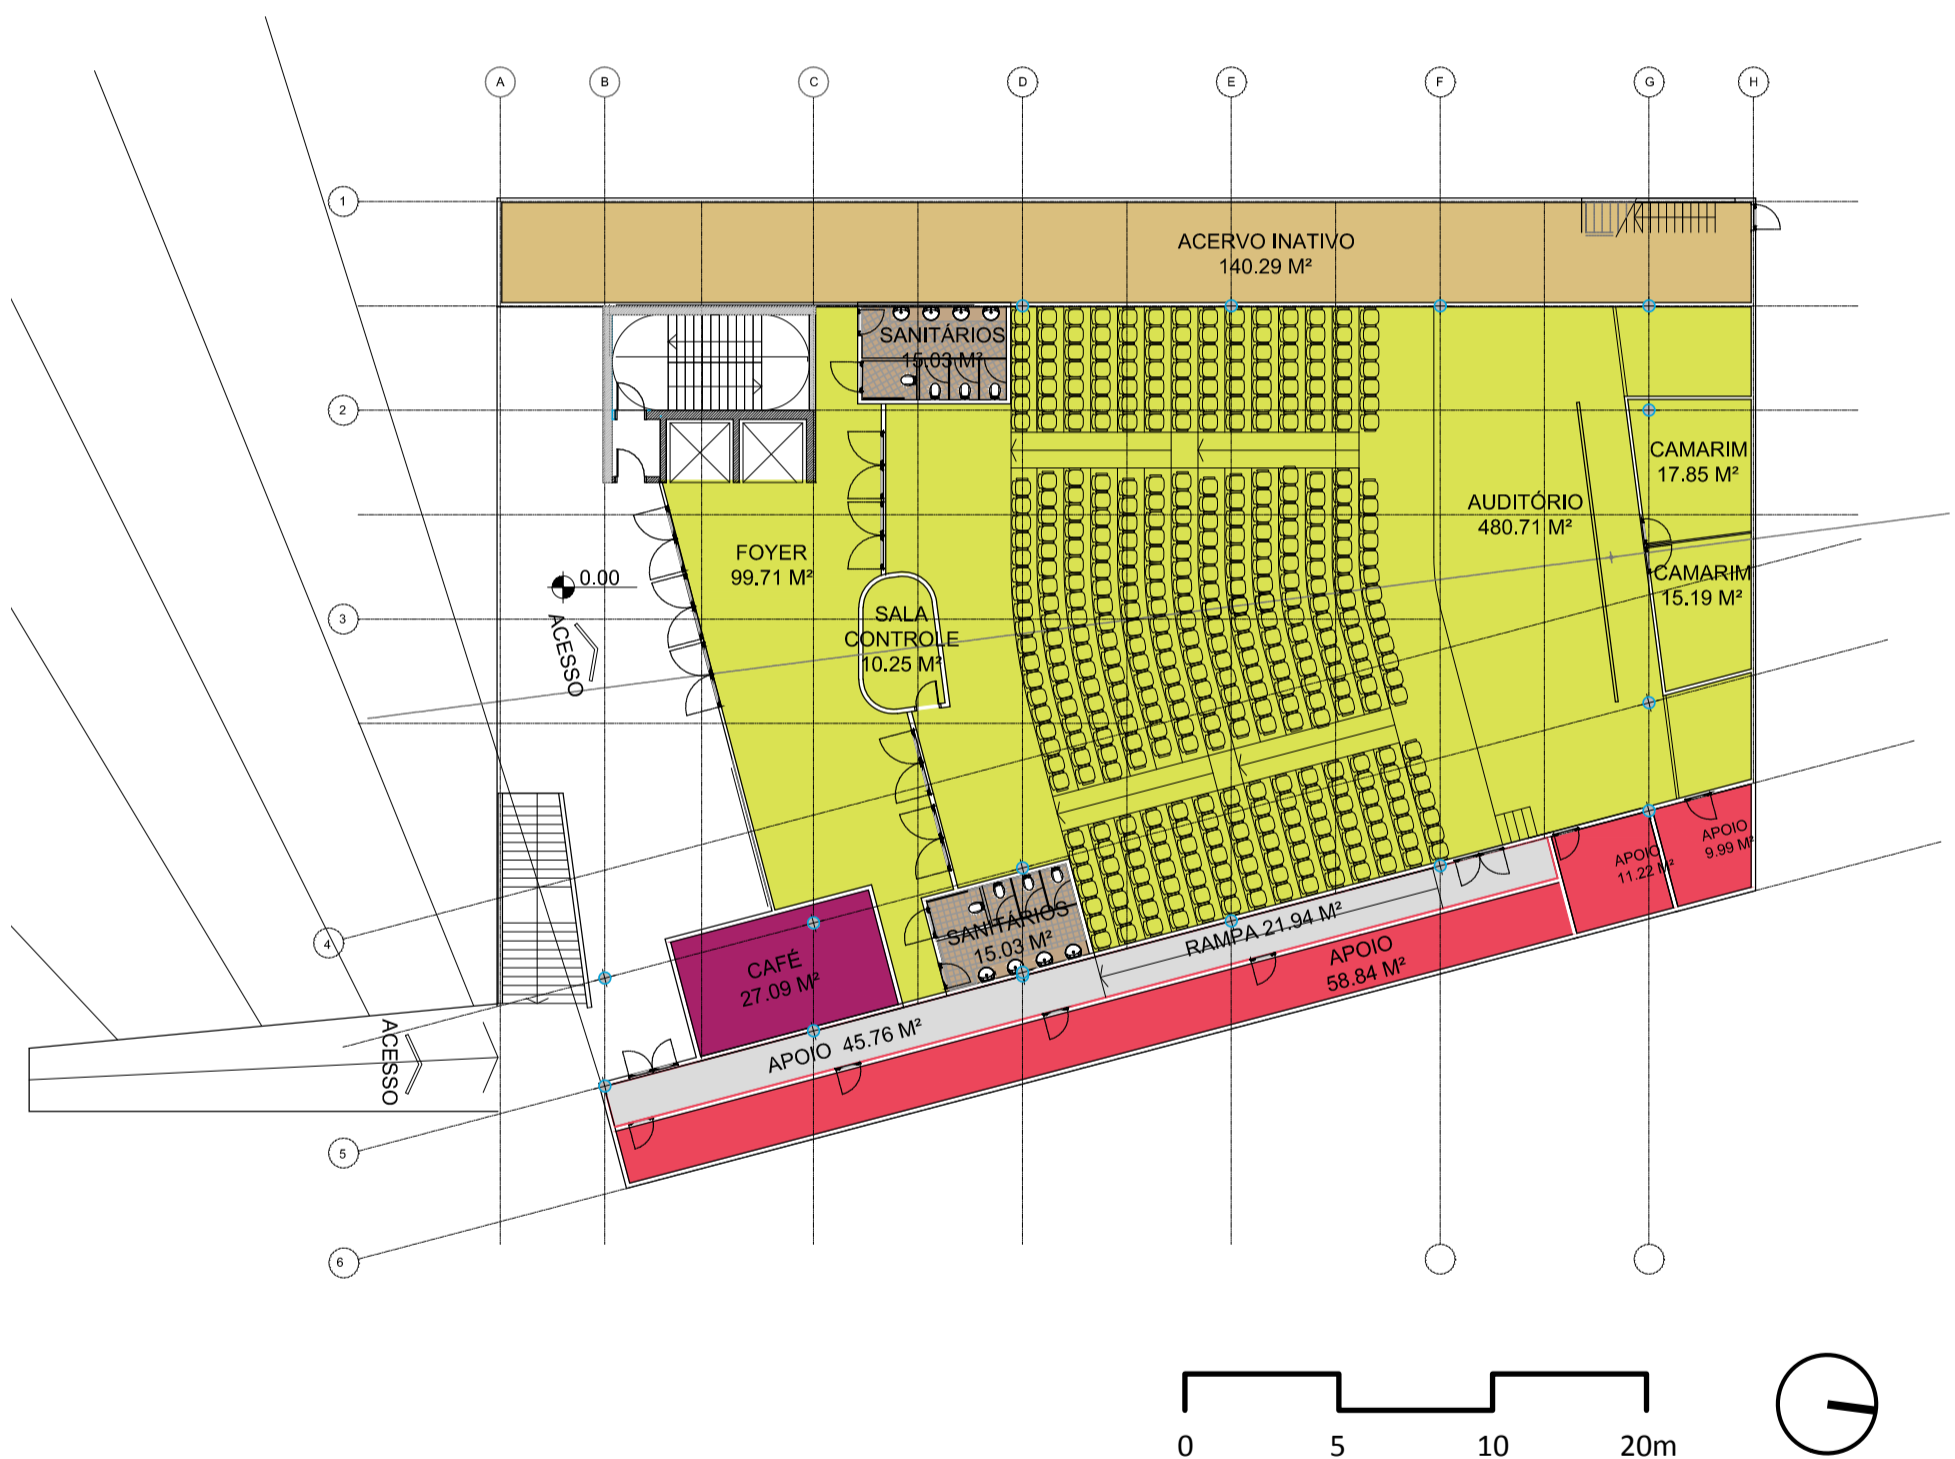 A
B
C
D
E
F
G
H
1
ACERVO INATIVO
140.29 M²
SANITÁRIOS
15.03 M²
2
CAMARIM
17.85 M²
AUDITÓRIO
480.71 M²
FOYER
99.71 M²
0.00
ACESSO
3
SALA
CONTROLE
10.25 M²
CAMARIM
15.19 M²
APOIO
9.99 M²
APOIO
11.22 M²
4
SANITÁRIOS
15.03 M²
RAMPA 21.94 M²
APOIO
58.84 M²
CAFÉ
27.09 M²
APOIO 45.76 M²
ACESSO
5
6
0
5
10
20m